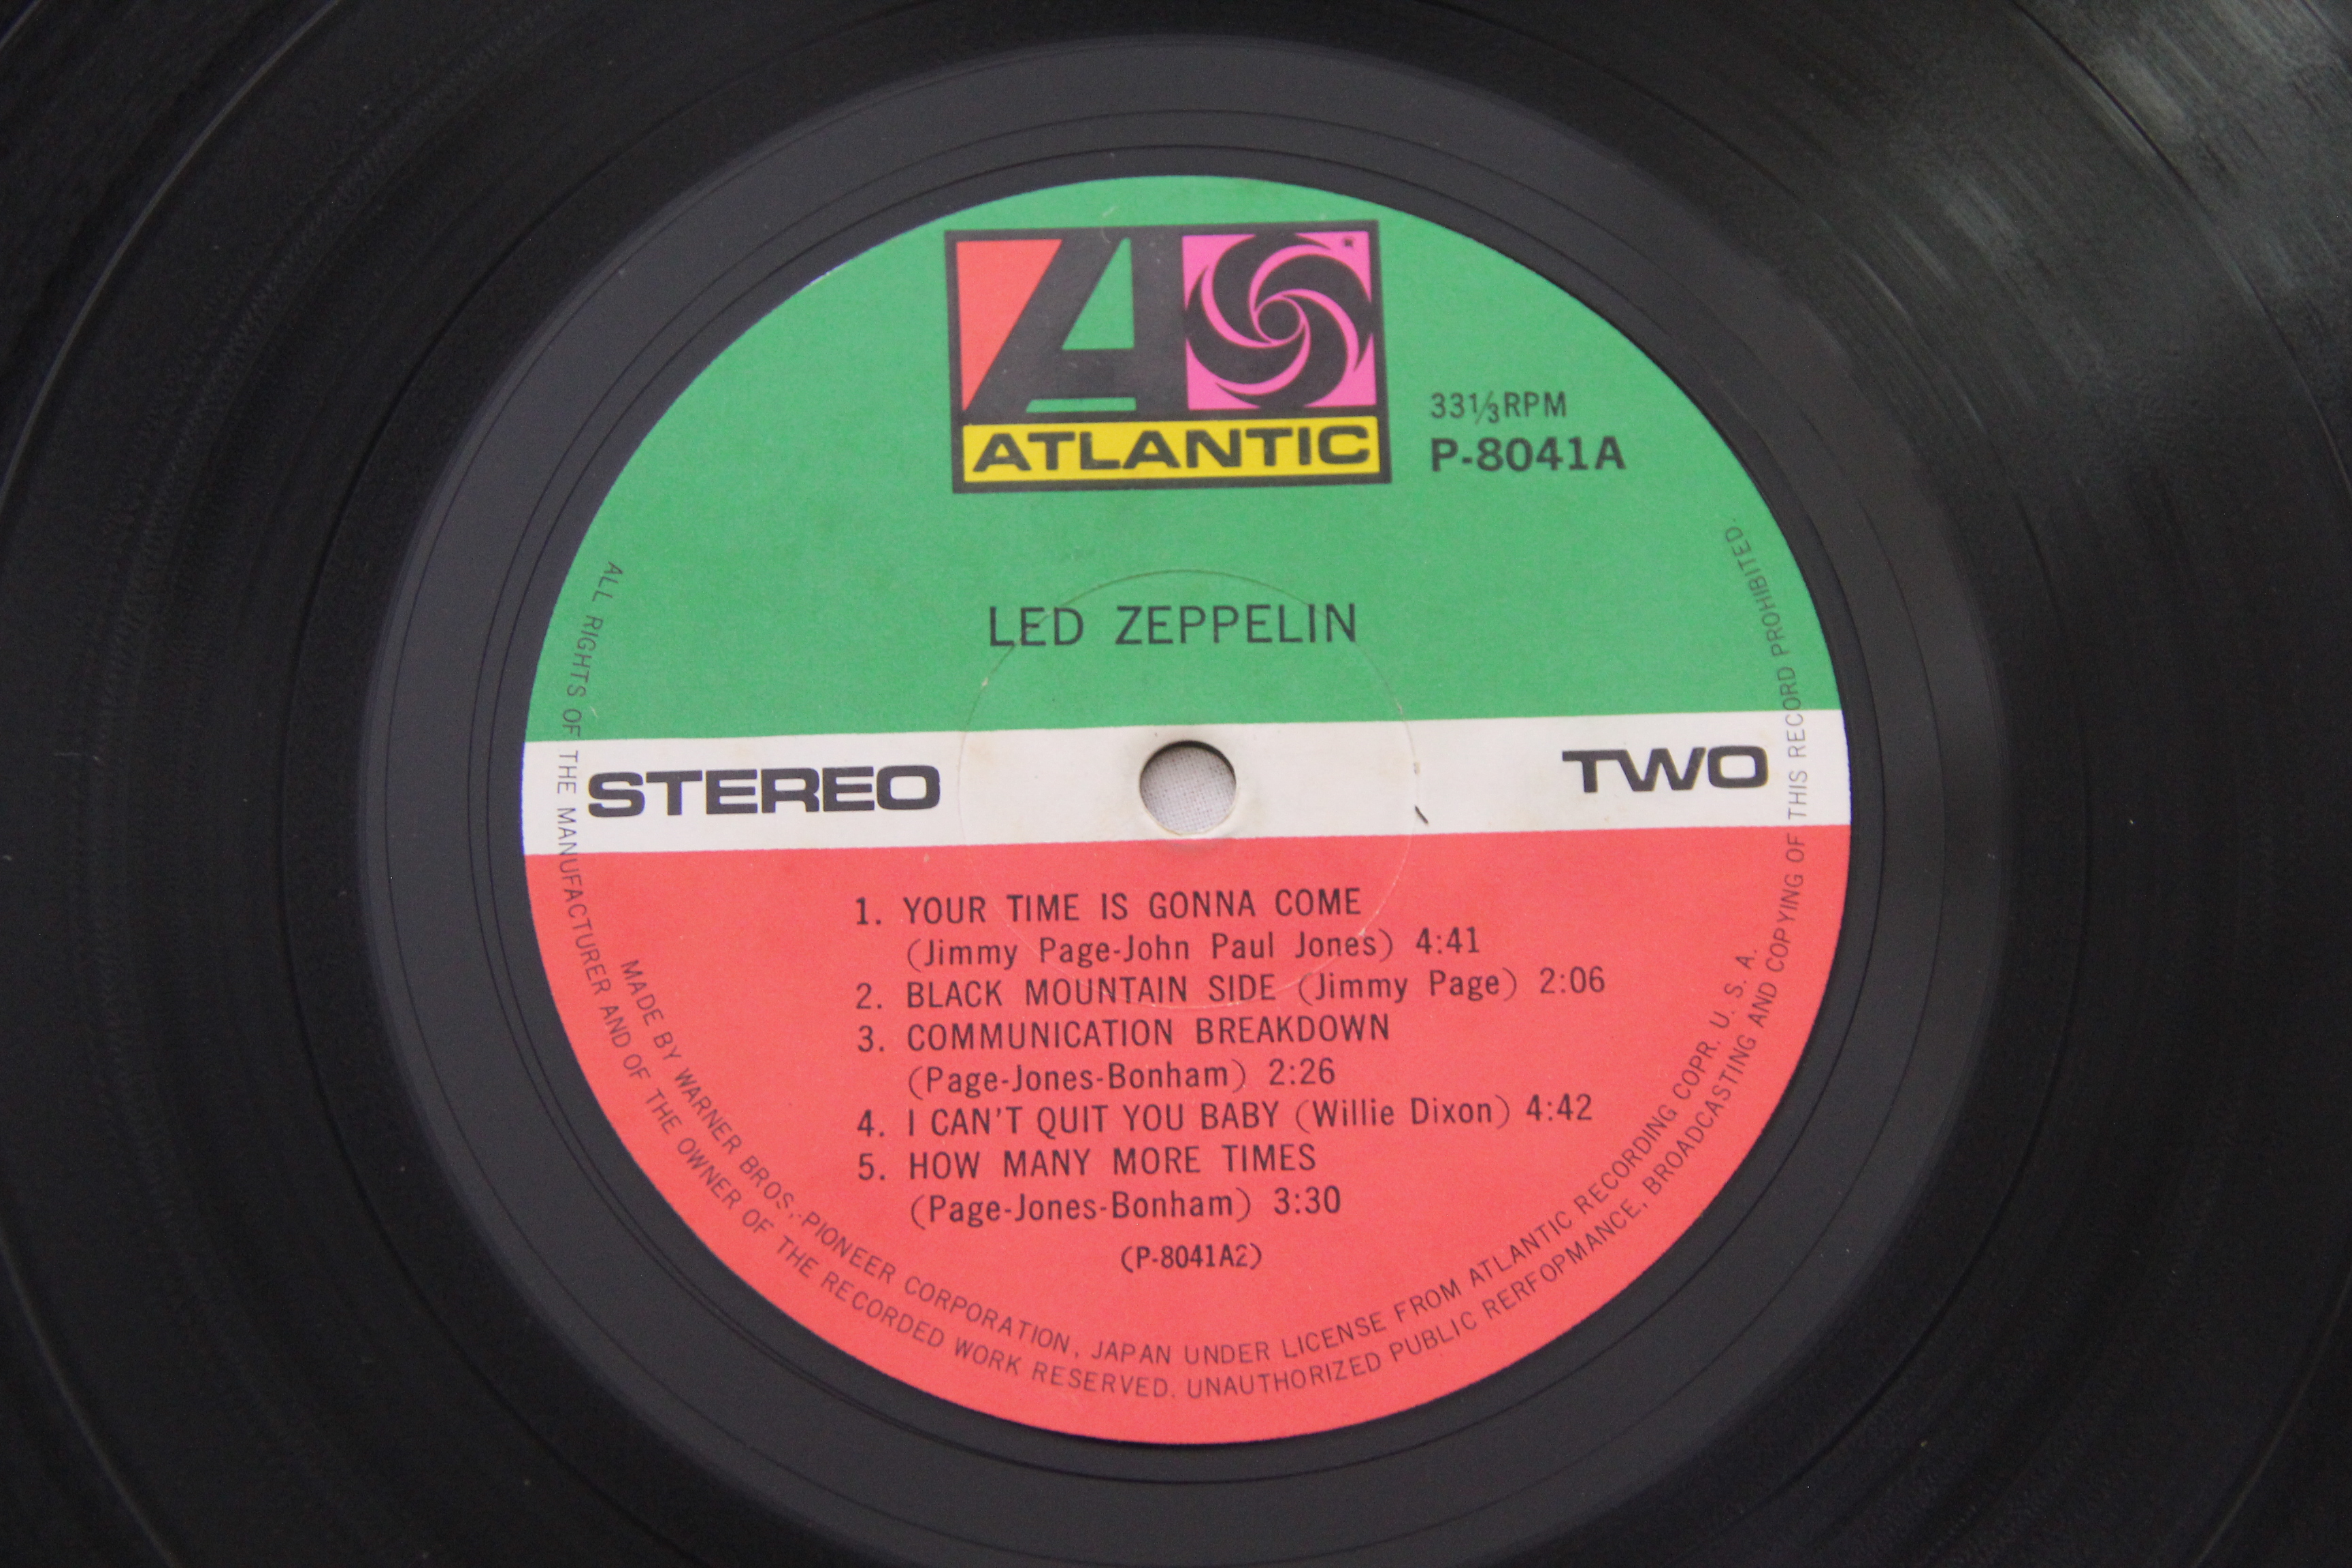 ATLANTIC
33⅓RPM
P-8041A
LED ZEPPELIN
STEREO
TWO
1. YOUR TIME IS GONNA COME
(Jimmy Page-John Paul Jones) 4:41
2. BLACK MOUNTAIN SIDE (Jimmy Page) 2:06
3. COMMUNICATION BREAKDOWN
(Page-Jones-Bonham) 2:26
4. I CAN'T QUIT YOU BABY (Willie Dixon) 4:42
5. HOW MANY MORE TIMES
(Page-Jones-Bonham) 3:30
(P-8041A2)
MADE BY WARNER BROS.-PIONEER CORPORATION, JAPAN UNDER LICENSE FROM ATLANTIC RECORDING COPR. U. S. A.
ALL RIGHTS OF THE MANUFACTURER AND OF THE OWNER OF THE RECORDED WORK RESERVED. UNAUTHORIZED PUBLIC RERFOPMANCE, BROADCASTING AND COPYING OF THIS RECORD PROHIBITED.